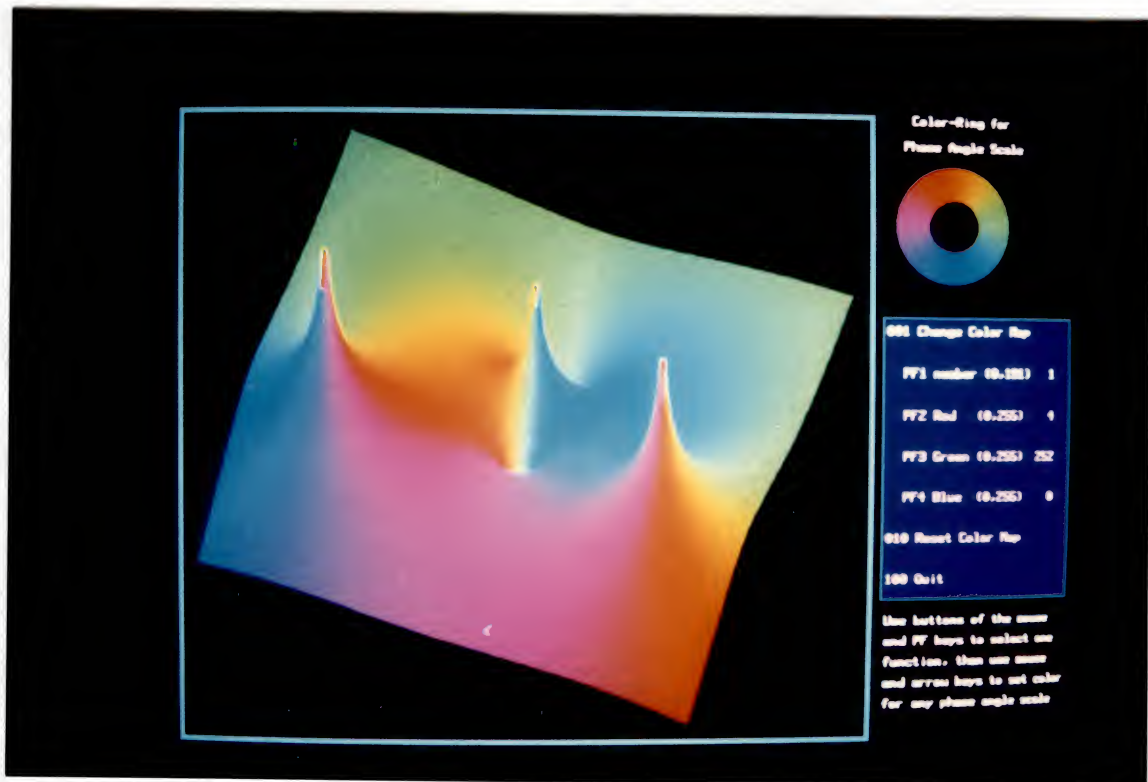 Color-Ring for
Phase Angle Scale
001 Change Color Map
PF1 number (0.191) 1
PF2 Red (0.255) 4
PF3 Green (0.255) 252
PF4 Blue (0.255) 0
010 Reset Color Map
100 Quit
Use buttons of the mouse
and PF keys to select one
function, then use mouse
and arrow keys to set color
for any phase angle scale